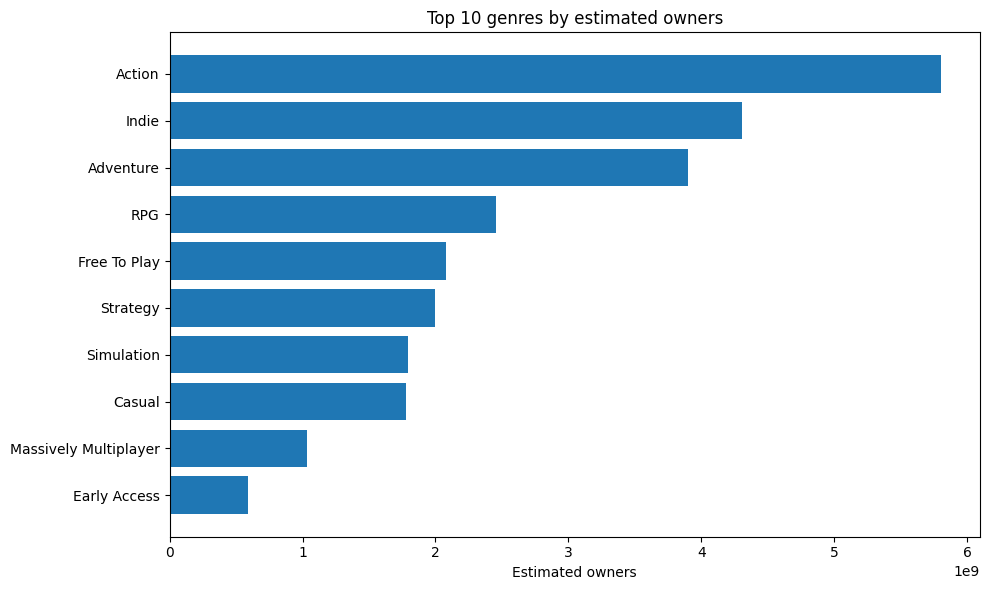 Top 10 genres by estimated owners
Action
Indie
Adventure
RPG
Free To Play
Strategy
Simulation
Casual
Massively Multiplayer
Early Access
0 1 2 3 4 5 6
1e9
Estimated owners